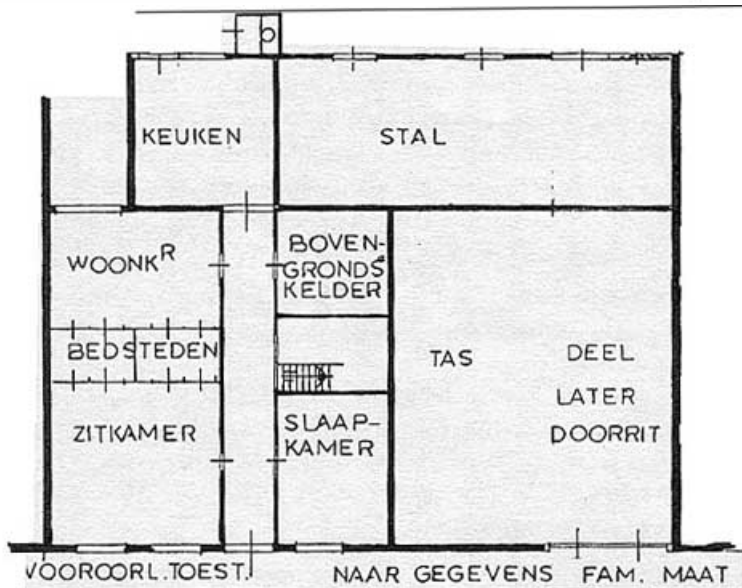 KEUKEN
STAL
WOONKR
BOVEN-
GRONDS
KELDER
BEDSTEDEN
TAS
DEEL
LATER
DOORRIT
ZITKAMER
SLAAP-
KAMER
VOOROORL.TOEST.
NAAR GEGEVENS FAM. MAAT